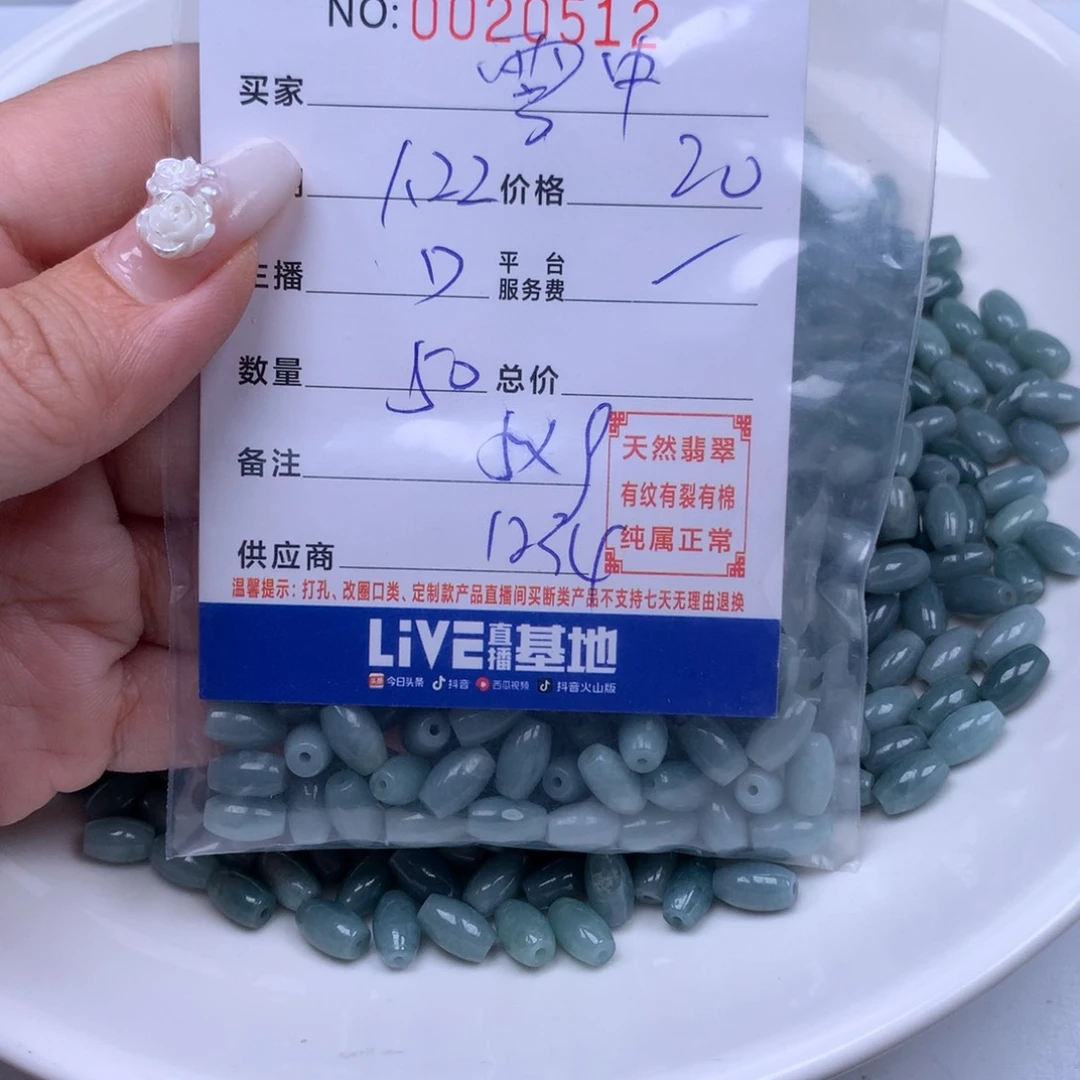 NO: 0020512
买家 雪中
1.22 价格 20
主播 D 平台服务费 /
数量 50 总价
备注 5X9
供应商 1234
天然翡翠
有纹有裂有棉
纯属正常
温馨提示：打孔、改圈口类、定制款产品直播间买断类产品不支持七天无理由退换
LiVE直播基地
今日头条 抖音 西瓜视频 抖音火山版